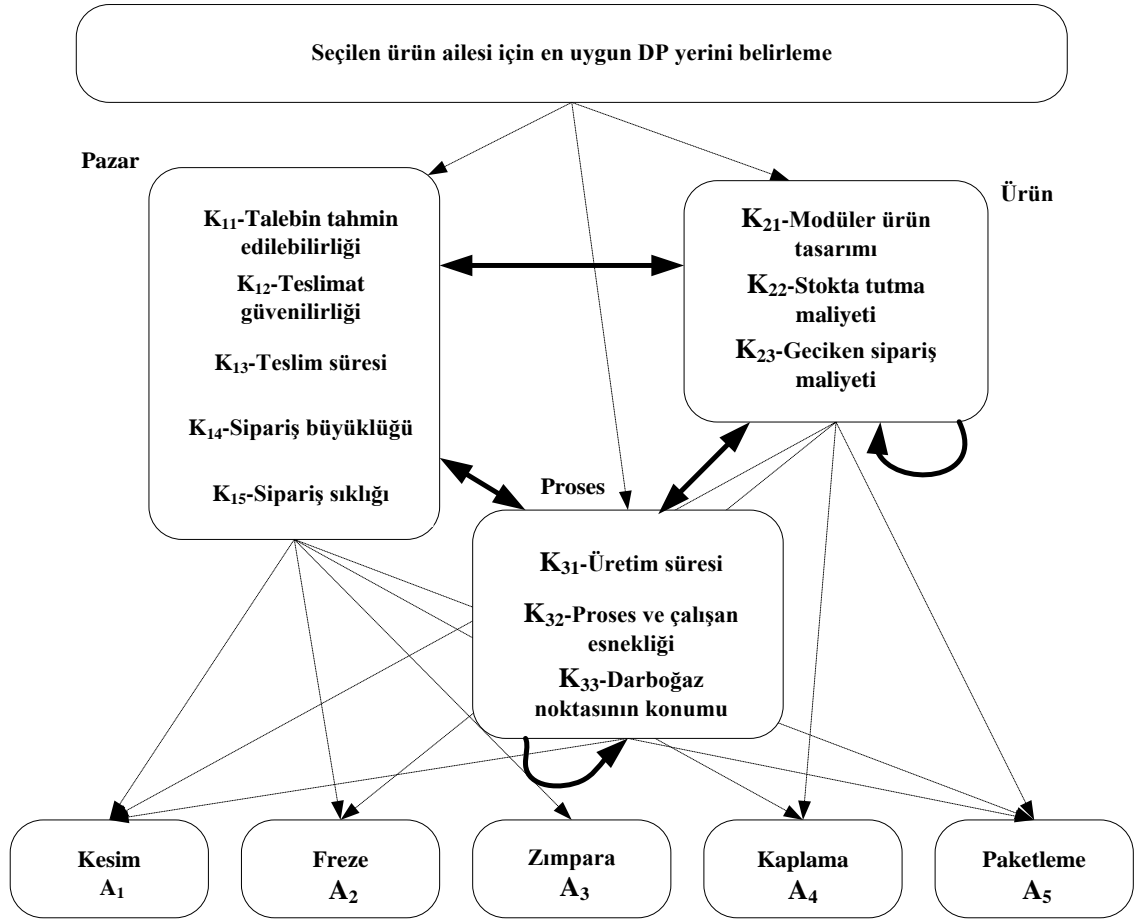 Seçilen ürün ailesi için en uygun DP yerini belirleme
Pazar
K11-Talebin tahmin
edilebilirliği
K12-Teslimat
güvenilirliği
K13-Teslim süresi
K14-Sipariş büyüklüğü
K15-Sipariş sıklığı
Ürün
K21-Modüler ürün
tasarımı
K22-Stokta tutma
maliyeti
K23-Geciken sipariş
maliyeti
Proses
K31-Üretim süresi
K32-Proses ve çalışan
esnekliği
K33-Darboğaz
noktasının konumu
Kesim
A1
Freze
A2
Zımpara
A3
Kaplama
A4
Paketleme
A5